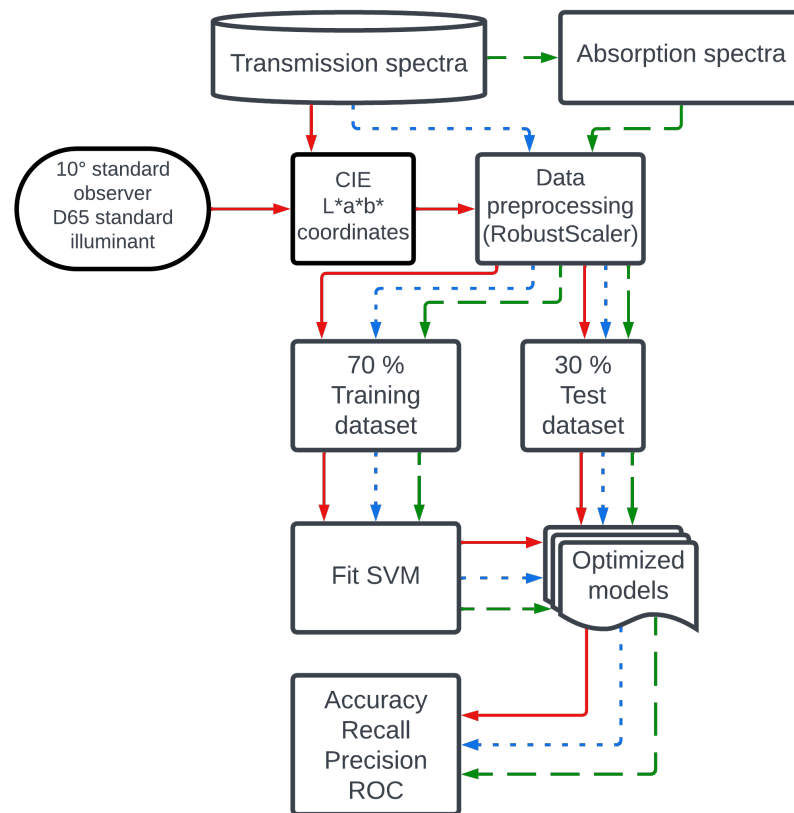 Transmission spectra
Absorption spectra
10° standard
observer
D65 standard
illuminant
CIE
L*a*b*
coordinates
Data
preprocessing
(RobustScaler)
70 %
Training
dataset
30 %
Test
dataset
Fit SVM
Optimized
models
Accuracy
Recall
Precision
ROC